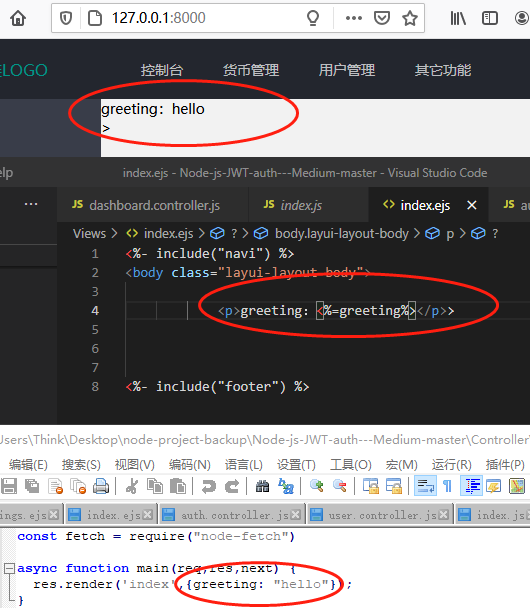 127.0.0.1:8000
LOGO 控制台 货币管理 用户管理 其它功能
greeting: hello
>
elp index.ejs - Node-js-JWT-auth---Medium-master - Visual Studio Code
... JS dashboard.controller.js JS index.js <> index.ejs × JS au
Views > <> index.ejs > ? > body.layui-layout-body > p > ?
1 <%- include("navi") %>
2 <body class="layui-layout-body">
3
4 <p>greeting: <%=greeting%></p>>
5
6
7
8 <%- include("footer") %>
Users\Think\Desktop\node-project-backup\Node-js-JWT-auth---Medium-master\Controller\
编辑(E) 搜索(S) 视图(V) 编码(N) 语言(L) 设置(T) 工具(O) 宏(M) 运行(R) 插件(P)
ngs.ejs index.ejs auth.controller.js user.controller.js index.js
const fetch = require("node-fetch")
async function main(req,res,next) {
res.render('index',{greeting: "hello"});
}